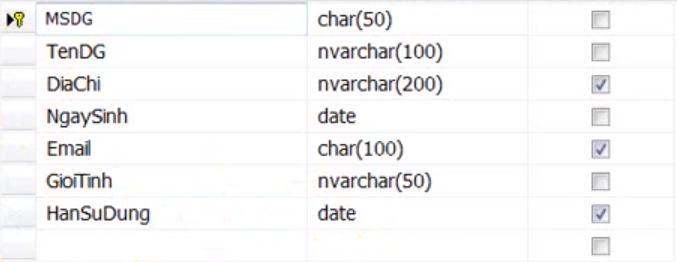 MSDG char(50)
TenDG nvarchar(100)
DiaChi nvarchar(200)
NgaySinh date
Email char(100)
GioiTinh nvarchar(50)
HanSuDung date